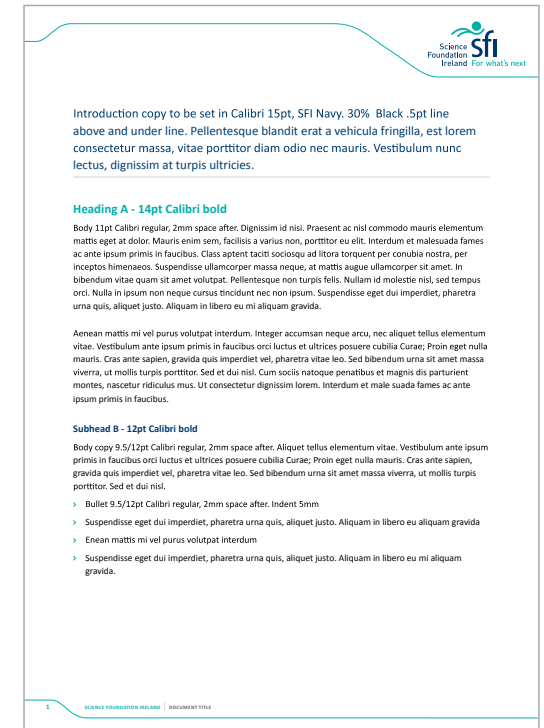 Science
Foundation
Ireland
sfi
For what's next
Introduction copy to be set in Calibri 15pt, SFI Navy. 30% Black .5pt line
above and under line. Pellentesque blandit erat a vehicula fringilla, est lorem
consectetur massa, vitae porttitor diam odio nec mauris. Vestibulum nunc
lectus, dignissim at turpis ultricies.
Heading A - 14pt Calibri bold
Body 11pt Calibri regular, 2mm space after. Dignissim id nisi. Praesent ac nisl commodo mauris elementum
mattis eget at dolor. Mauris enim sem, facilisis a varius non, porttitor eu elit. Interdum et malesuada fames
ac ante ipsum primis in faucibus. Class aptent taciti sociosqu ad litora torquent per conubia nostra, per
inceptos himenaeos. Suspendisse ullamcorper massa neque, at mattis augue ullamcorper sit amet. In
bibendum vitae quam sit amet volutpat. Pellentesque non turpis felis. Nullam id molestie nisl, sed tempus
orci. Nulla in ipsum non neque cursus tincidunt nec non ipsum. Suspendisse eget dui imperdiet, pharetra
urna quis, aliquet justo. Aliquam in libero eu mi aliquam gravida.
Aenean mattis mi vel purus volutpat interdum. Integer accumsan neque arcu, nec aliquet tellus elementum
vitae. Vestibulum ante ipsum primis in faucibus orci luctus et ultrices posuere cubilia Curae; Proin eget nulla
mauris. Cras ante sapien, gravida quis imperdiet vel, pharetra vitae leo. Sed bibendum urna sit amet massa
viverra, ut mollis turpis porttitor. Sed et dui nisl. Cum sociis natoque penatibus et magnis dis parturient
montes, nascetur ridiculus mus. Ut consectetur dignissim lorem. Interdum et male suada fames ac ante
ipsum primis in faucibus.
Subhead B - 12pt Calibri bold
Body copy 9.5/12pt Calibri regular, 2mm space after. Aliquet tellus elementum vitae. Vestibulum ante ipsum
primis in faucibus orci luctus et ultrices posuere cubilia Curae; Proin eget nulla mauris. Cras ante sapien,
gravida quis imperdiet vel, pharetra vitae leo. Sed bibendum urna sit amet massa viverra, ut mollis turpis
porttitor. Sed et dui nisl.
› Bullet 9.5/12pt Calibri regular, 2mm space after. Indent 5mm
› Suspendisse eget dui imperdiet, pharetra urna quis, aliquet justo. Aliquam in libero eu aliquam gravida
› Enean mattis mi vel purus volutpat interdum
› Suspendisse eget dui imperdiet, pharetra urna quis, aliquet justo. Aliquam in libero eu mi aliquam
gravida.
1 SCIENCE FOUNDATION IRELAND | DOCUMENT TITLE